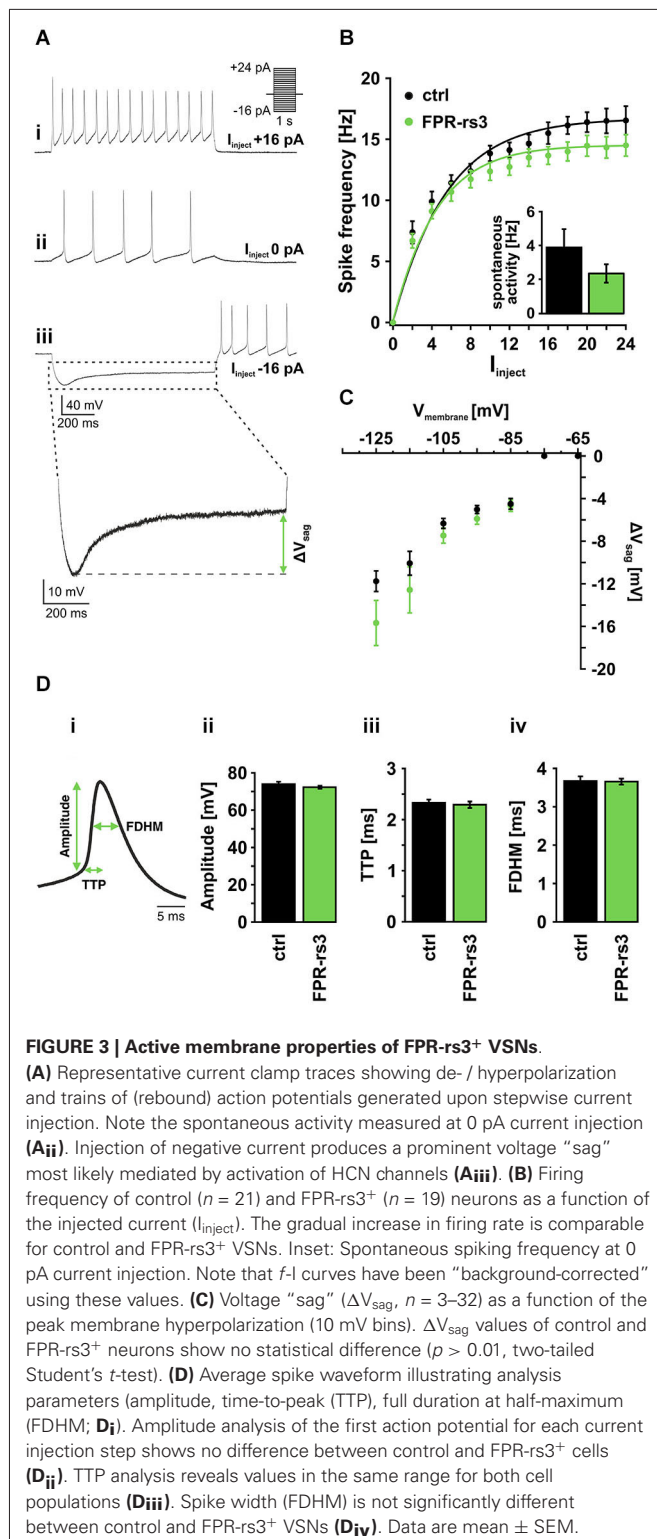 A
+24 pA
-16 pA
1 s
i
I inject +16 pA
ii
I inject 0 pA
iii
I inject -16 pA
40 mV
200 ms
ΔV sag
10 mV
200 ms
B
ctrl
FPR-rs3
Spike frequency [Hz]
20
15
10
5
0
spontaneous
activity [Hz]
6
4
2
0
0 4 8 12 16 20 24
I inject
C
V membrane [mV]
-125 -105 -85 -65
0
-4
-8
-12
-16
-20
ΔV sag [mV]
D
i
Amplitude
FDHM
TTP
5 ms
ii
Amplitude [mV]
80
60
40
20
0
ctrl
FPR-rs3
iii
TTP [ms]
3
2
1
0
ctrl
FPR-rs3
iv
FDHM [ms]
4
3
2
1
0
ctrl
FPR-rs3
FIGURE 3 | Active membrane properties of FPR-rs3+ VSNs.
(A) Representative current clamp traces showing de- / hyperpolarization
and trains of (rebound) action potentials generated upon stepwise current
injection. Note the spontaneous activity measured at 0 pA current injection
(Aii). Injection of negative current produces a prominent voltage “sag”
most likely mediated by activation of HCN channels (Aiii). (B) Firing
frequency of control (n = 21) and FPR-rs3+ (n = 19) neurons as a function of
the injected current (Iinject). The gradual increase in firing rate is comparable
for control and FPR-rs3+ VSNs. Inset: Spontaneous spiking frequency at 0
pA current injection. Note that f-I curves have been “background-corrected”
using these values. (C) Voltage “sag” (ΔVsag, n = 3–32) as a function of the
peak membrane hyperpolarization (10 mV bins). ΔVsag values of control and
FPR-rs3+ neurons show no statistical difference (p > 0.01, two-tailed
Student’s t-test). (D) Average spike waveform illustrating analysis
parameters (amplitude, time-to-peak (TTP), full duration at half-maximum
(FDHM; Di). Amplitude analysis of the first action potential for each current
injection step shows no difference between control and FPR-rs3+ cells
(Dii). TTP analysis reveals values in the same range for both cell
populations (Diii). Spike width (FDHM) is not significantly different
between control and FPR-rs3+ VSNs (Div). Data are mean ± SEM.